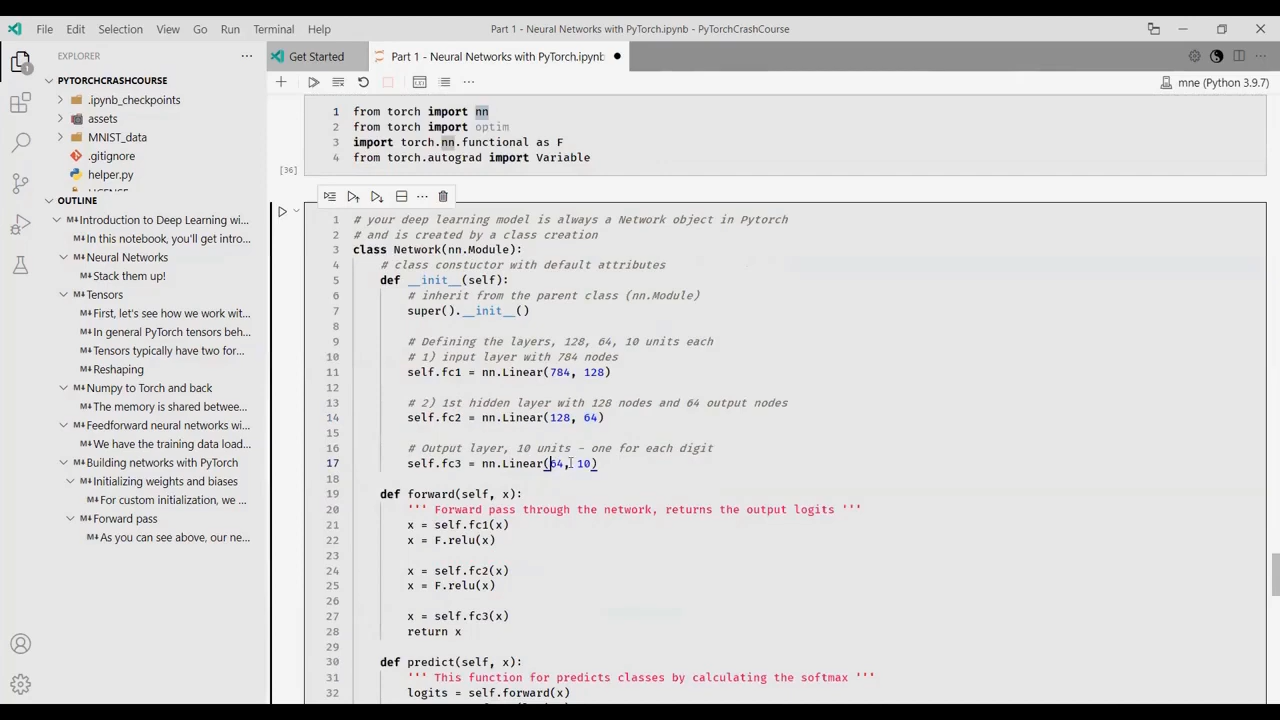 File Edit Selection View Go Run Terminal Help
Part 1 - Neural Networks with PyTorch.ipynb - PyTorchCrashCourse
EXPLORER
PYTORCHCRASHCOURSE
.ipynb_checkpoints
assets
MNIST_data
.gitignore
helper.py
OUTLINE
Introduction to Deep Learning wi...
In this notebook, you'll get intro...
Neural Networks
Stack them up!
Tensors
First, let's see how we work wit...
In general PyTorch tensors beh...
Tensors typically have two for...
Reshaping
Numpy to Torch and back
The memory is shared betwee...
Feedforward neural networks wi...
We have the training data load...
Building networks with PyTorch
Initializing weights and biases
For custom initialization, we ...
Forward pass
As you can see above, our ne...
Get Started
Part 1 - Neural Networks with PyTorch.ipynb
mne (Python 3.9.7)
1 from torch import nn
2 from torch import optim
3 import torch.nn.functional as F
4 from torch.autograd import Variable
[36]
1 # your deep learning model is always a Network object in Pytorch
2 # and is created by a class creation
3 class Network(nn.Module):
4 # class constuctor with default attributes
5 def __init__(self):
6 # inherit from the parent class (nn.Module)
7 super().__init__()
8
9 # Defining the layers, 128, 64, 10 units each
10 # 1) input layer with 784 nodes
11 self.fc1 = nn.Linear(784, 128)
12
13 # 2) 1st hidden layer with 128 nodes and 64 output nodes
14 self.fc2 = nn.Linear(128, 64)
15
16 # Output layer, 10 units - one for each digit
17 self.fc3 = nn.Linear(64, 10)
18
19 def forward(self, x):
20 ''' Forward pass through the network, returns the output logits '''
21 x = self.fc1(x)
22 x = F.relu(x)
23
24 x = self.fc2(x)
25 x = F.relu(x)
26
27 x = self.fc3(x)
28 return x
29
30 def predict(self, x):
31 ''' This function for predicts classes by calculating the softmax '''
32 logits = self.forward(x)